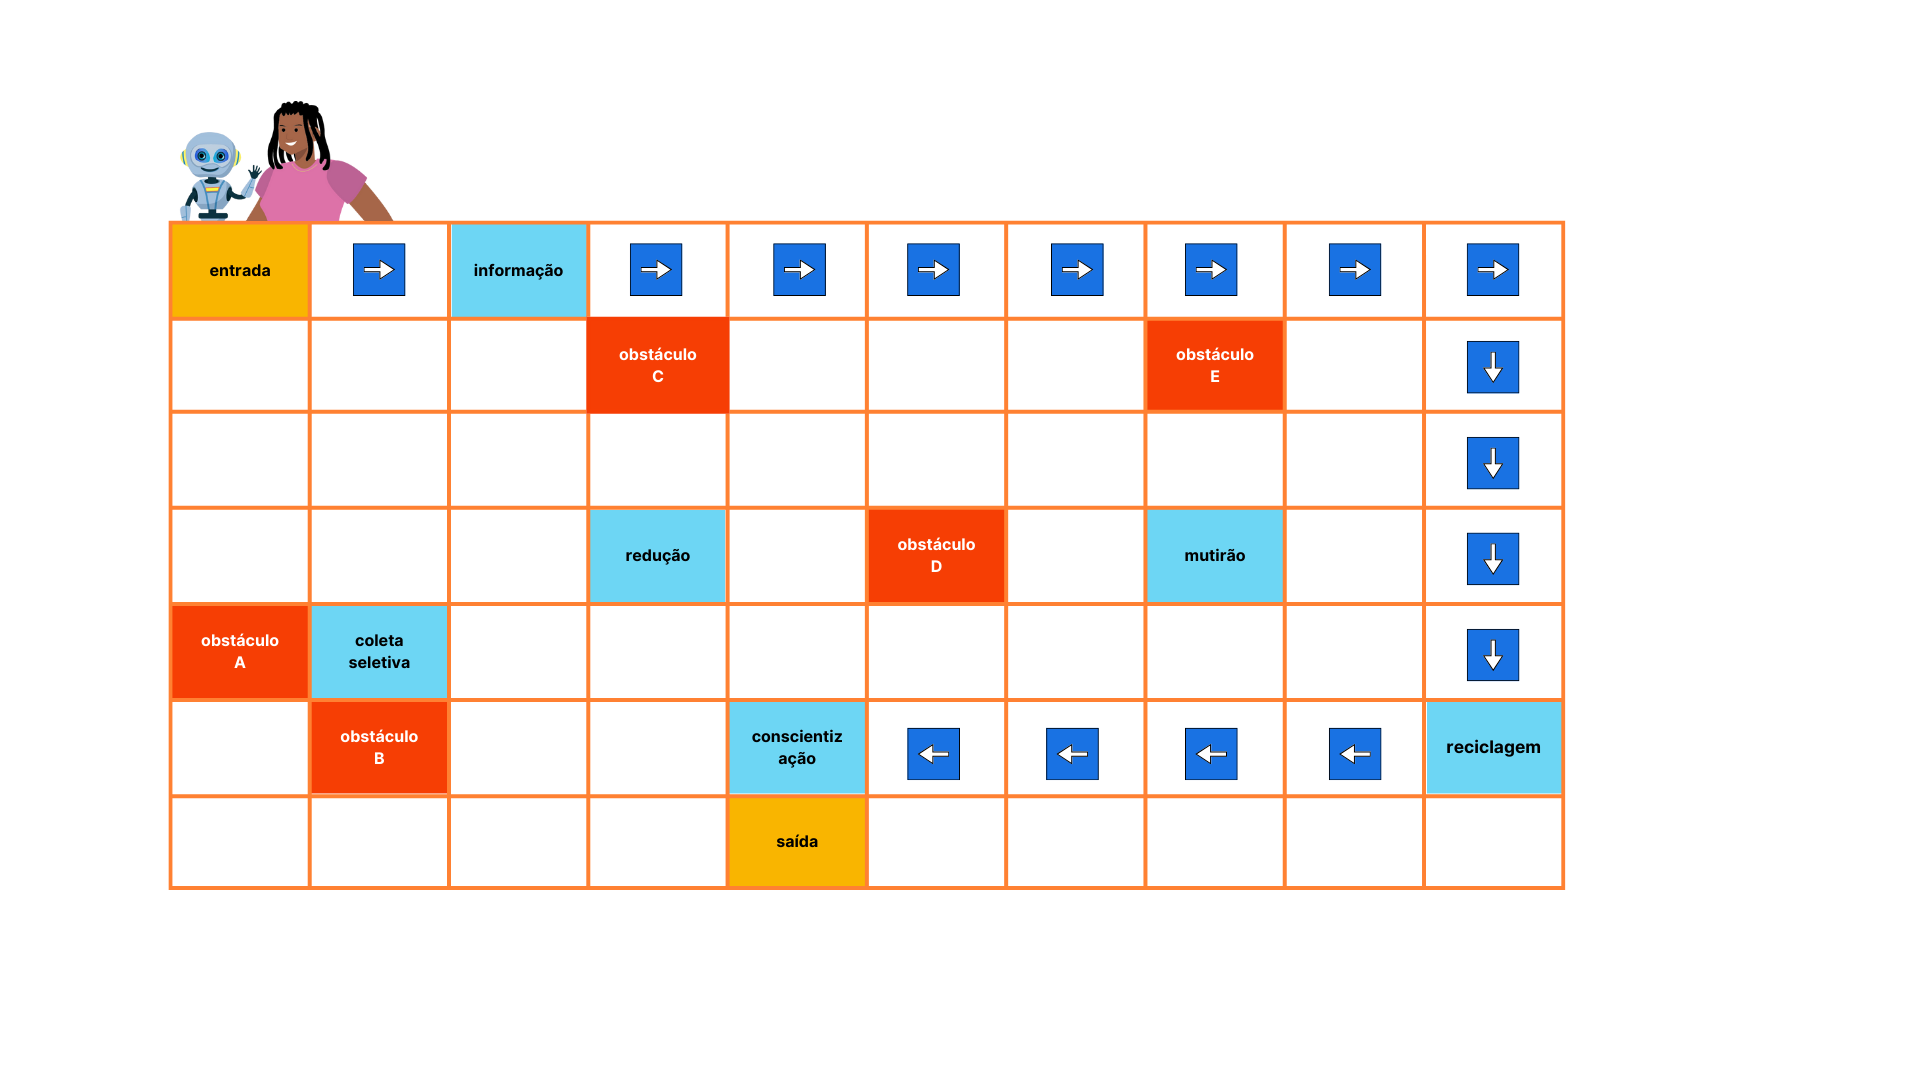 entrada
informação
obstáculo
C
obstáculo
E
redução
obstáculo
D
mutirão
obstáculo
A
coleta
seletiva
obstáculo
B
conscientiz
ação
reciclagem
saída